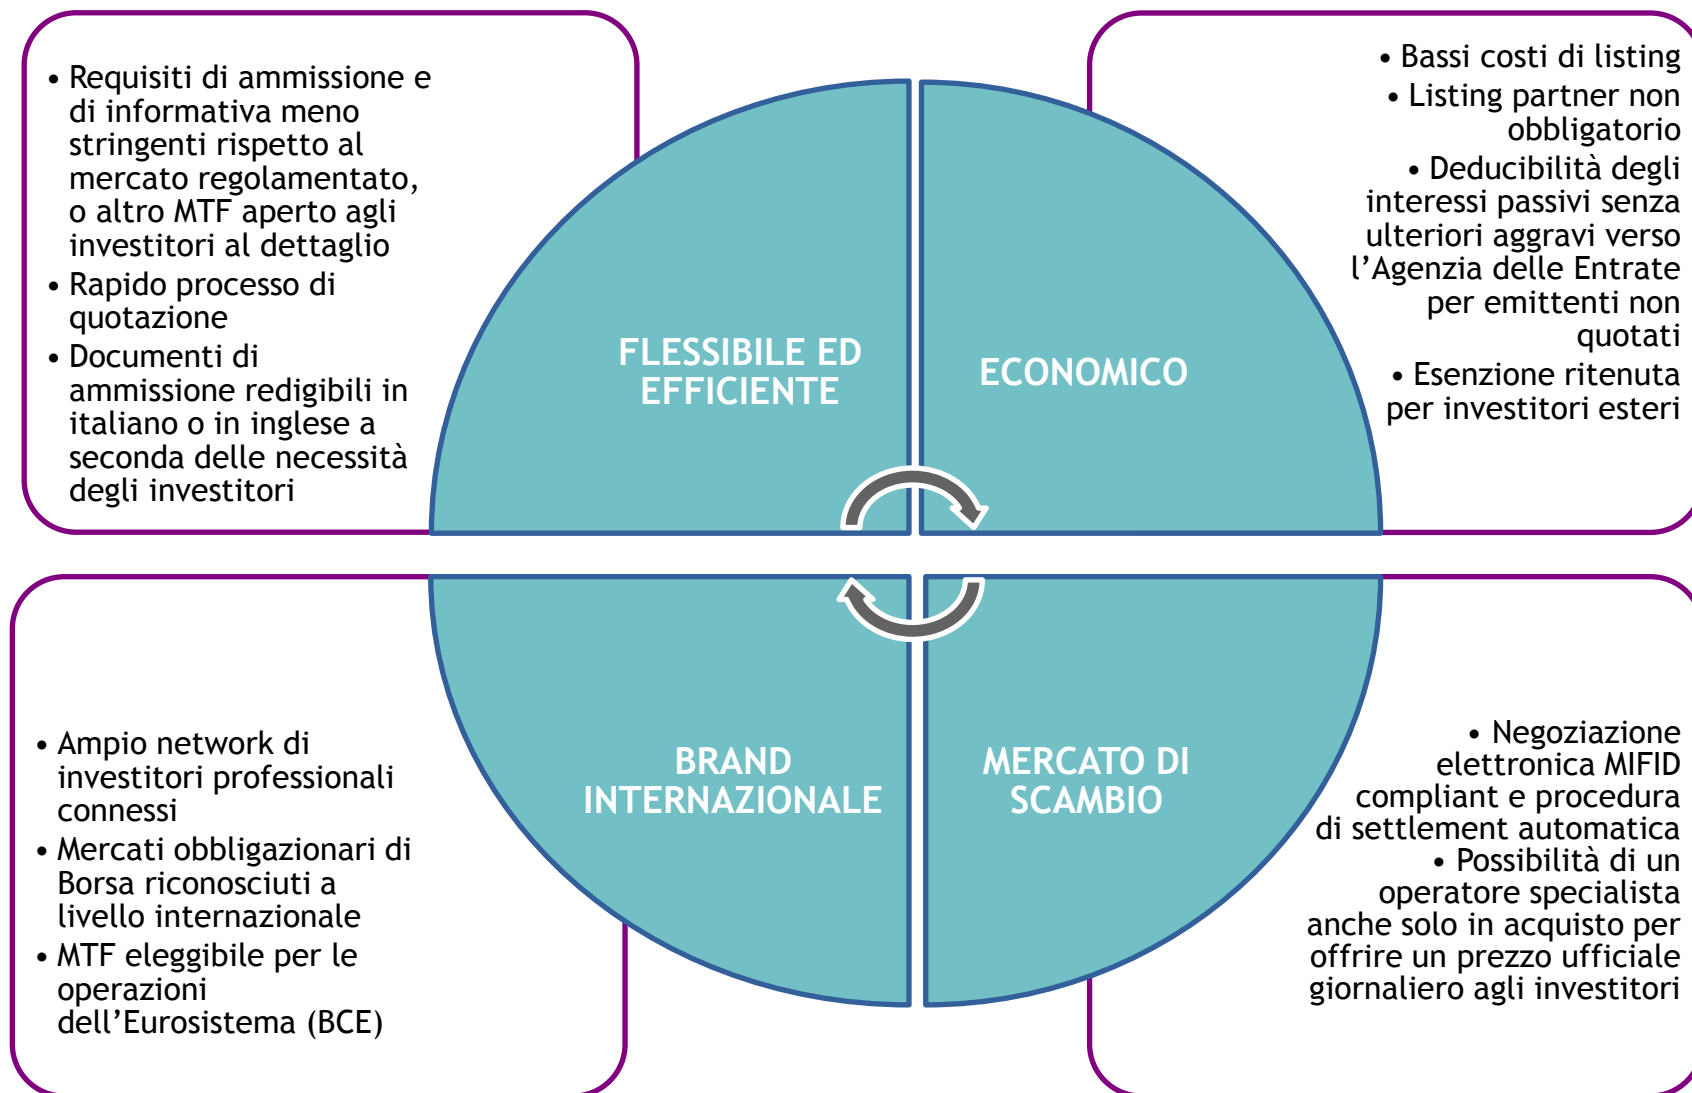 • Requisiti di ammissione e
di informativa meno
stringenti rispetto al
mercato regolamentato,
o altro MTF aperto agli
investitori al dettaglio
• Rapido processo di
quotazione
• Documenti di
ammissione redigibili in
italiano o in inglese a
seconda delle necessità
degli investitori
FLESSIBILE ED
EFFICIENTE
ECONOMICO
• Bassi costi di listing
• Listing partner non
obbligatorio
• Deducibilità degli
interessi passivi senza
ulteriori aggravi verso
l’Agenzia delle Entrate
per emittenti non
quotati
• Esenzione ritenuta
per investitori esteri
• Ampio network di
investitori professionali
connessi
• Mercati obbligazionari di
Borsa riconosciuti a
livello internazionale
• MTF eleggibile per le
operazioni
dell’Eurosistema (BCE)
BRAND
INTERNAZIONALE
MERCATO DI
SCAMBIO
• Negoziazione
elettronica MIFID
compliant e procedura
di settlement automatica
• Possibilità di un
operatore specialista
anche solo in acquisto per
offrire un prezzo ufficiale
giornaliero agli investitori